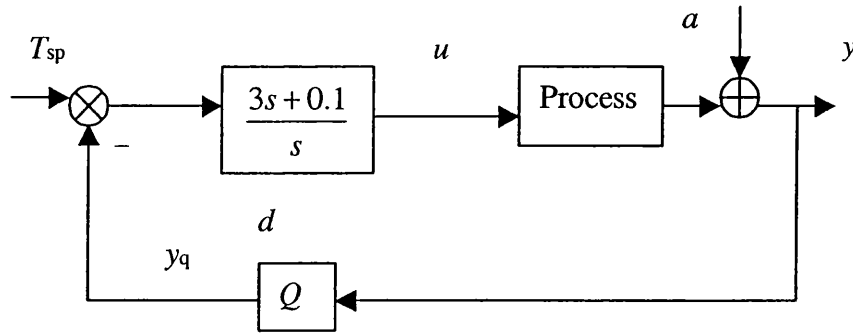 T_sp
u
a
y
3s + 0.1
s
Process
–
d
y_q
Q